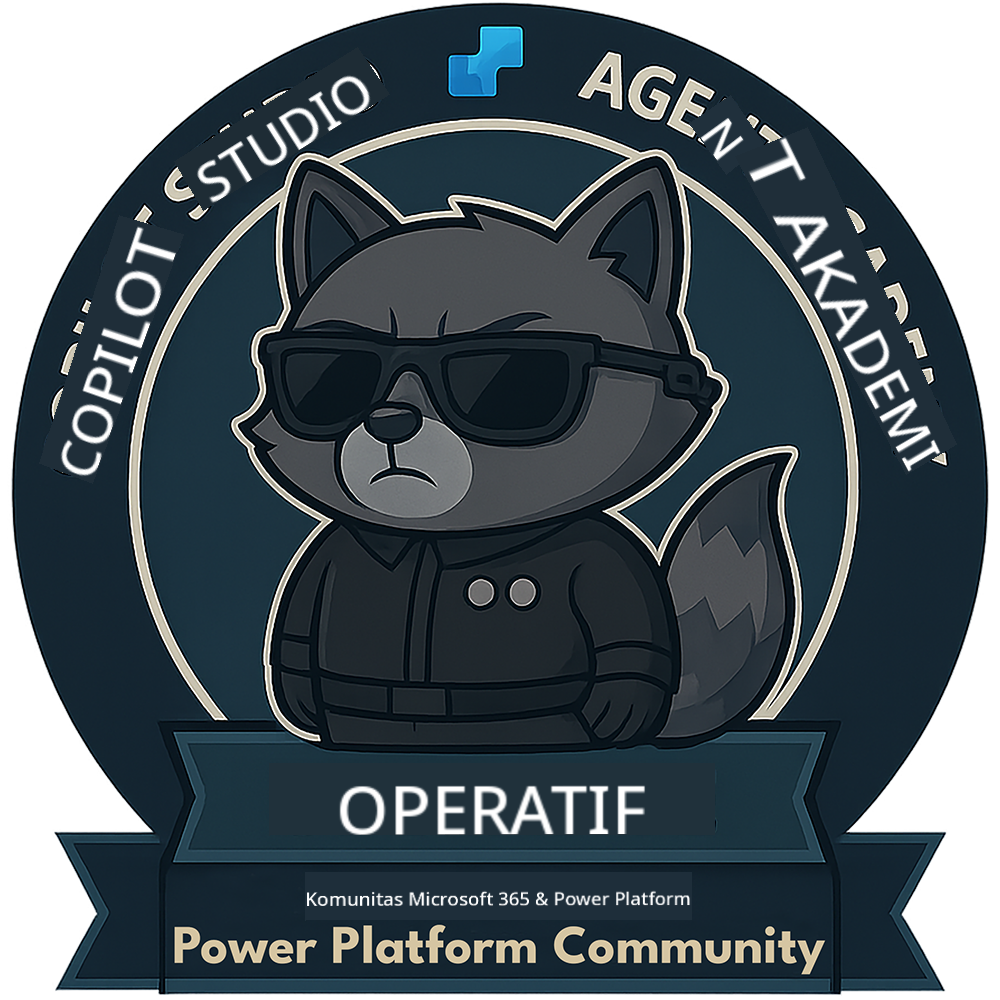 COPILOT STUDIO
AGENT AKADEMI
OPERATIF
Komunitas Microsoft 365 & Power Platform
Power Platform Community